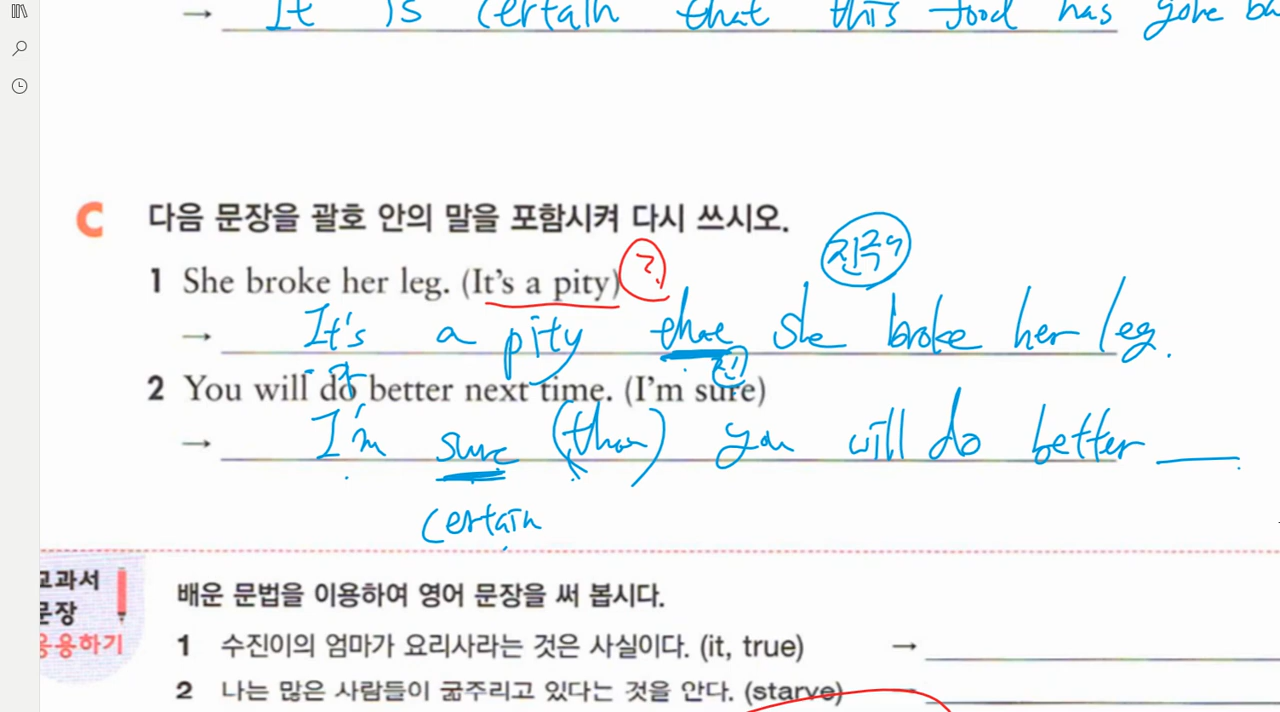 → It is certain that this food has gone ba
C 다음 문장을 괄호 안의 말을 포함시켜 다시 쓰시오.
1 She broke her leg. (It's a pity) ?
→ It's a pity that she broke her leg.
2 You will do better next time. (I'm sure)
→ I'm sure (that) you will do better
certain
교과서
문장
응용하기
배운 문법을 이용하여 영어 문장을 써 봅시다.
1 수진이의 엄마가 요리사라는 것은 사실이다. (it, true) →
2 나는 많은 사람들이 굶주리고 있다는 것을 안다. (starve) →